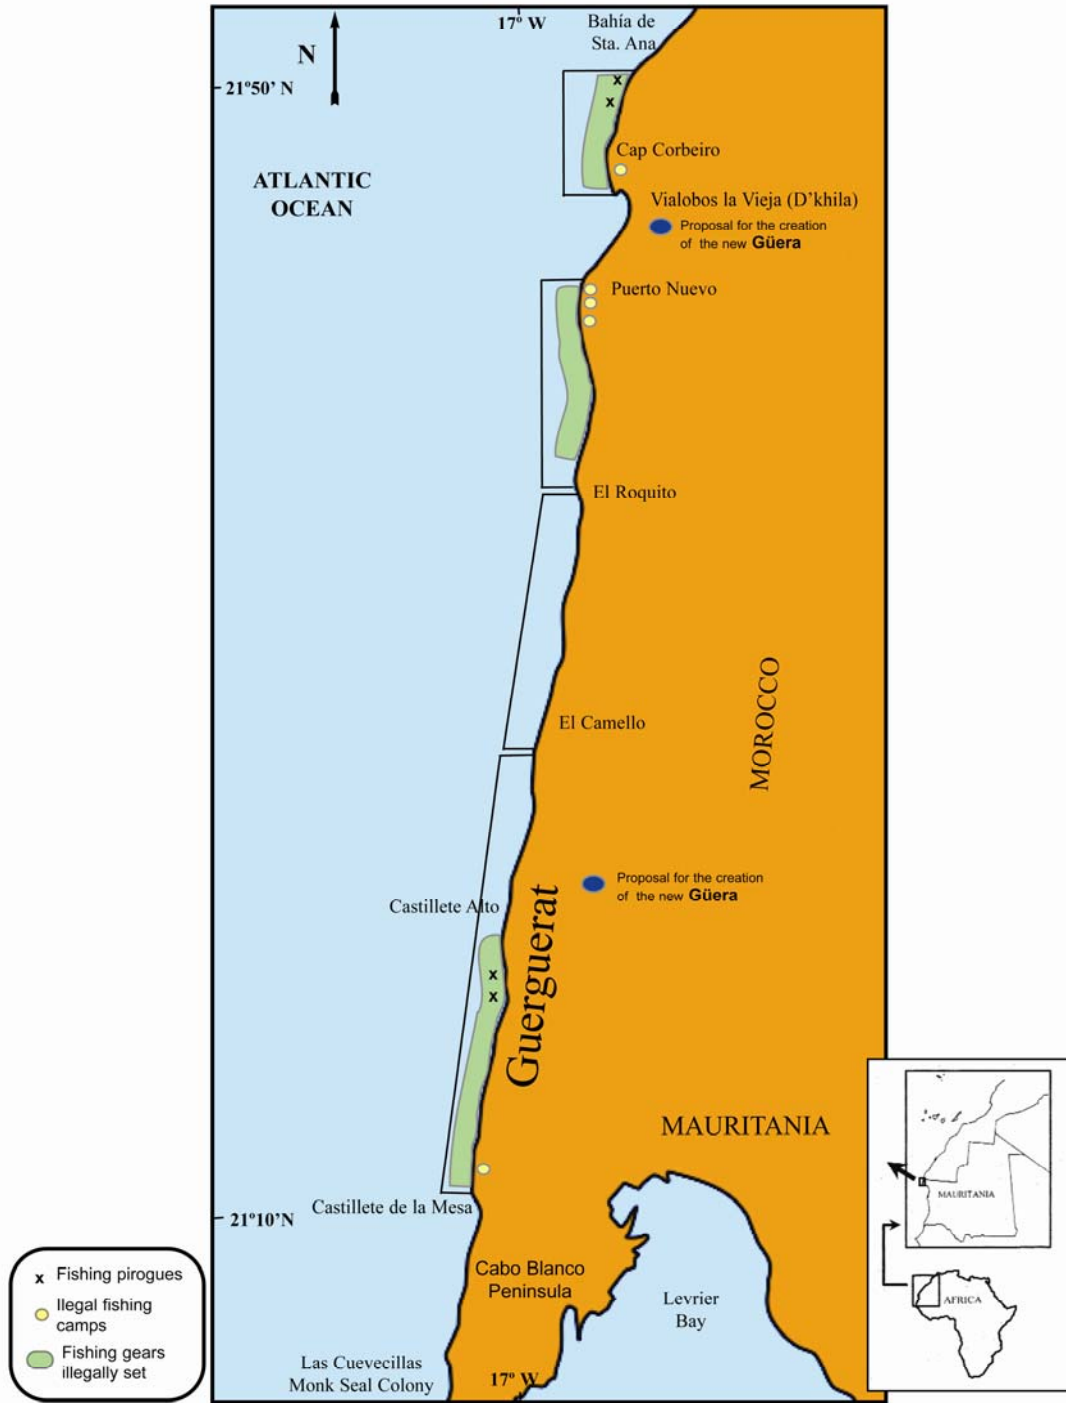 17º W
Bahía de
Sta. Ana
N
21º50' N
Cap Corbeiro
ATLANTIC
OCEAN
Vialobos la Vieja (D'khila)
Proposal for the creation
of the new Güera
Puerto Nuevo
El Roquito
MOROCCO
El Camello
Proposal for the creation
of the new Güera
Castillete Alto
Guerguerat
MAURITANIA
Castillete de la Mesa
21º10'N
Cabo Blanco
Peninsula
Levrier
Bay
Las Cuevecillas
Monk Seal Colony
17º W
x Fishing pirogues
Ilegal fishing
camps
Fishing gears
illegally set
MAURITANIA
AFRICA
x
x
x
x